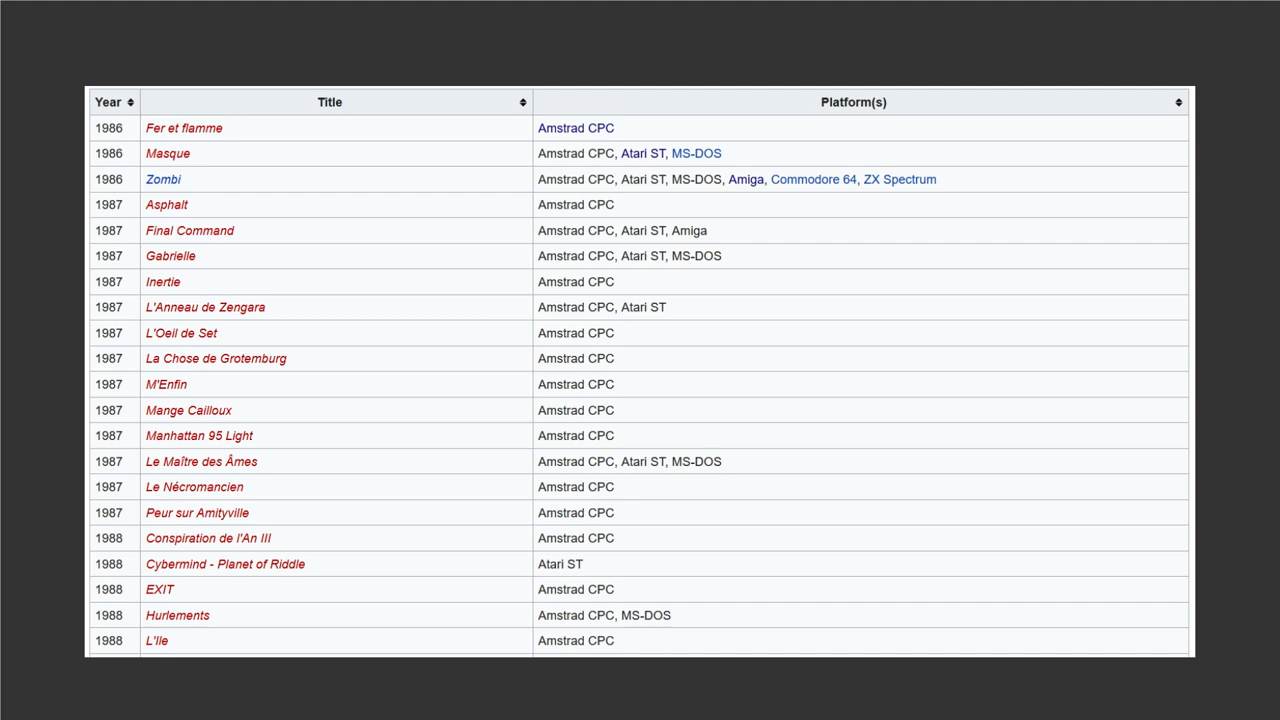 Year Title Platform(s)
1986 Fer et flamme Amstrad CPC
1986 Masque Amstrad CPC, Atari ST, MS-DOS
1986 Zombi Amstrad CPC, Atari ST, MS-DOS, Amiga, Commodore 64, ZX Spectrum
1987 Asphalt Amstrad CPC
1987 Final Command Amstrad CPC, Atari ST, Amiga
1987 Gabrielle Amstrad CPC, Atari ST, MS-DOS
1987 Inertie Amstrad CPC
1987 L'Anneau de Zengara Amstrad CPC, Atari ST
1987 L'Oeil de Set Amstrad CPC
1987 La Chose de Grotemburg Amstrad CPC
1987 M'Enfin Amstrad CPC
1987 Mange Cailloux Amstrad CPC
1987 Manhattan 95 Light Amstrad CPC
1987 Le Maître des Âmes Amstrad CPC, Atari ST, MS-DOS
1987 Le Nécromancien Amstrad CPC
1987 Peur sur Amityville Amstrad CPC
1988 Conspiration de l'An III Amstrad CPC
1988 Cybermind - Planet of Riddle Atari ST
1988 EXIT Amstrad CPC
1988 Hurlements Amstrad CPC, MS-DOS
1988 L'Ile Amstrad CPC